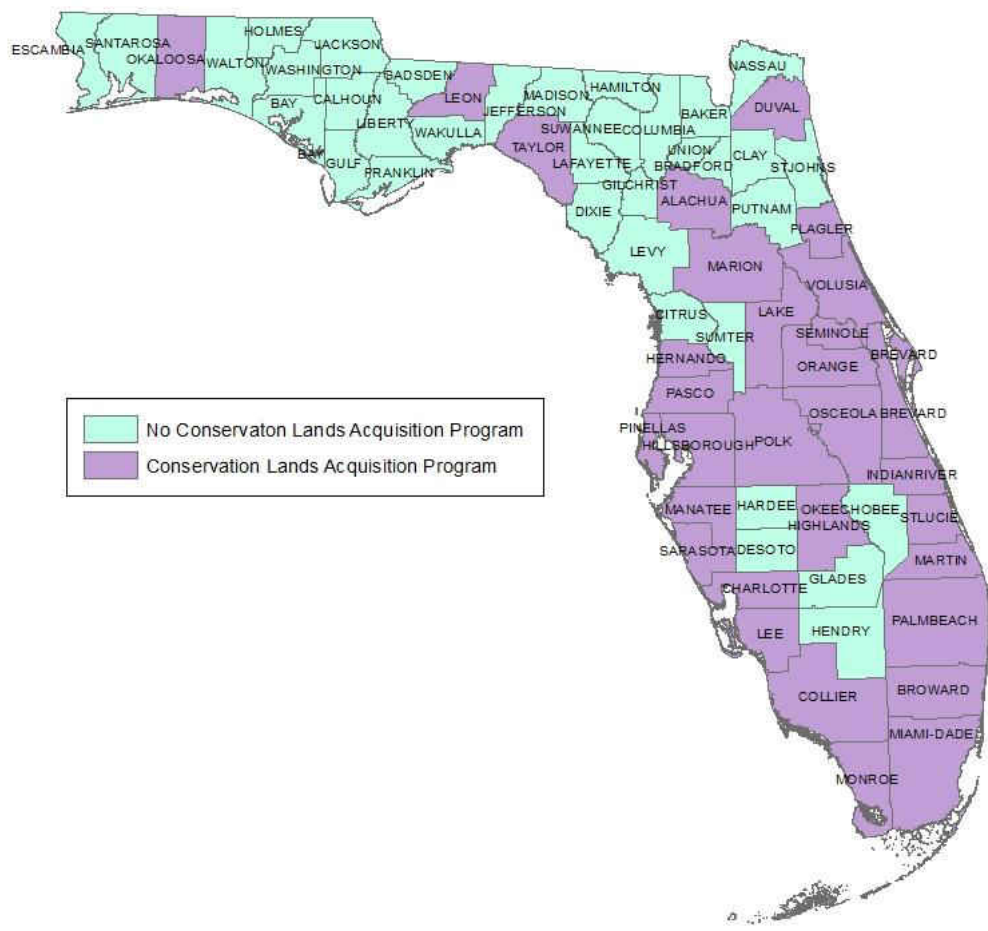 HOLMES
SANTAROSA
JACKSON
ESCAMBIA
OKALOOSA
WALTON
WASHINGTON
NASSAU
GADSDEN
HAMILTON
MADISON
CALHOUN
LEON
BAKER
DUVAL
BAY
JEFFERSON
LIBERTY
WAKULLA
SUWANNEE
COLUMBIA
TAYLOR
UNION
BAY
LAFAYETTE
BRADFORD
CLAY
STJOHNS
GULF
FRANKLIN
GILCHRIST
ALACHUA
PUTNAM
DIXIE
FLAGLER
LEVY
MARION
VOLUSIA
CITRUS
LAKE
SUMTER
SEMINOLE
HERNANDO
BREVARD
ORANGE
PASCO
OSCEOLA
BREVARD
PINELLAS
HILLSBOROUGH
POLK
No Conservaton Lands Acquisition Program
Conservation Lands Acquisition Program
INDIANRIVER
MANATEE
HARDEE
OKEECHOBEE
HIGHLANDS
STLUCIE
SARASOTA
DESOTO
MARTIN
GLADES
CHARLOTTE
PALMBEACH
LEE
HENDRY
COLLIER
BROWARD
MIAMI-DADE
MONROE